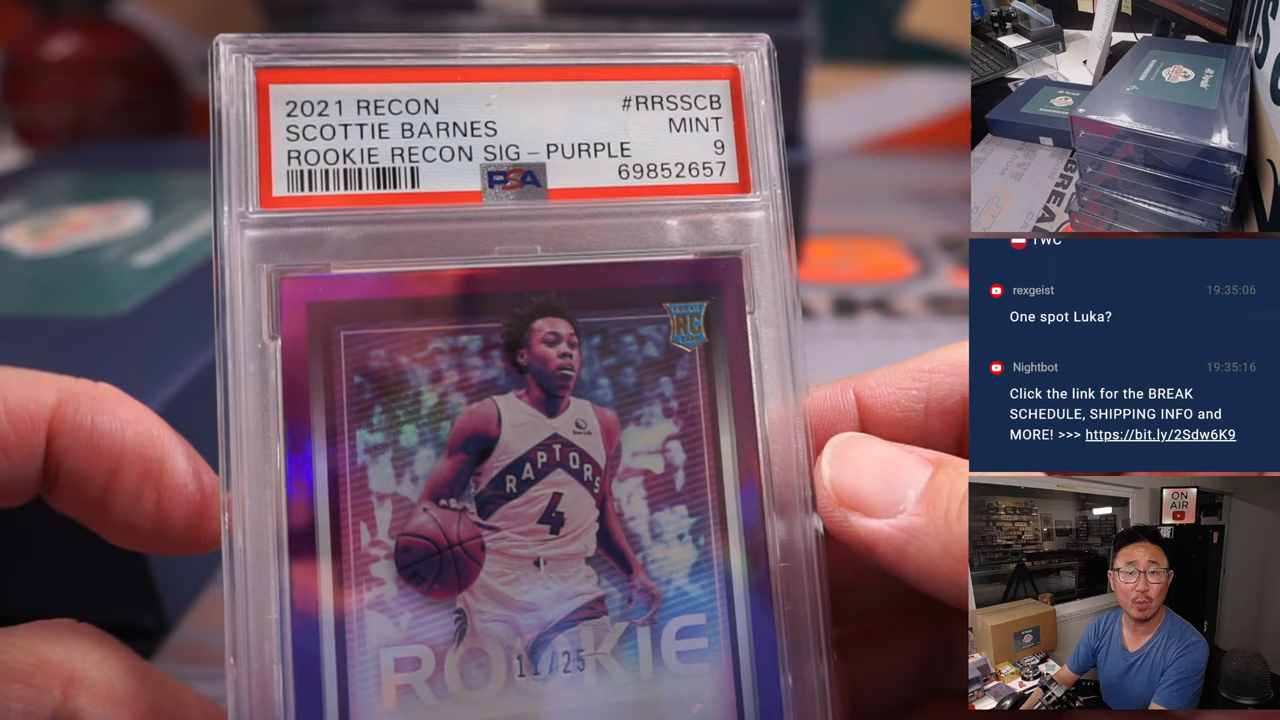 2021 RECON #RRSSCB
SCOTTIE BARNES MINT
ROOKIE RECON SIG – PURPLE 9
PSA 69852657
RC
RAPTORS
4
ROOKIE
11/25
BREA
TWC
rexgeist 19:35:06
One spot Luka?
Nightbot 19:35:16
Click the link for the BREAK
SCHEDULE, SHIPPING INFO and
MORE! >>> https://bit.ly/2Sdw6K9
ON
AIR